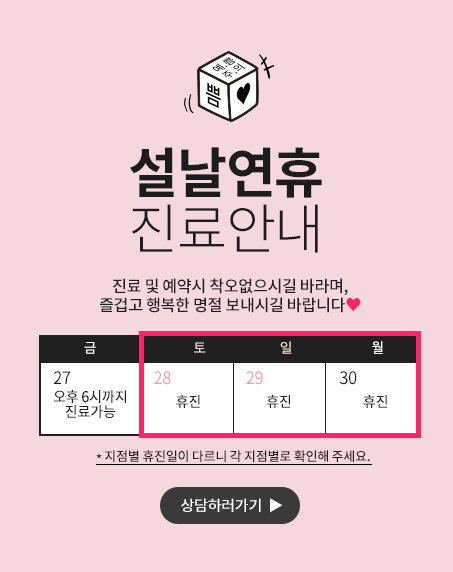 쁨
설날연휴
진료안내
진료 및 예약시 착오없으시길 바라며,
즐겁고 행복한 명절 보내시길 바랍니다♥
금 토 일 월
27 28 29 30
오후 6시까지 휴진 휴진 휴진
진료가능
* 지점별 휴진일이 다르니 각 지점별로 확인해 주세요.
상담하러가기 ▶